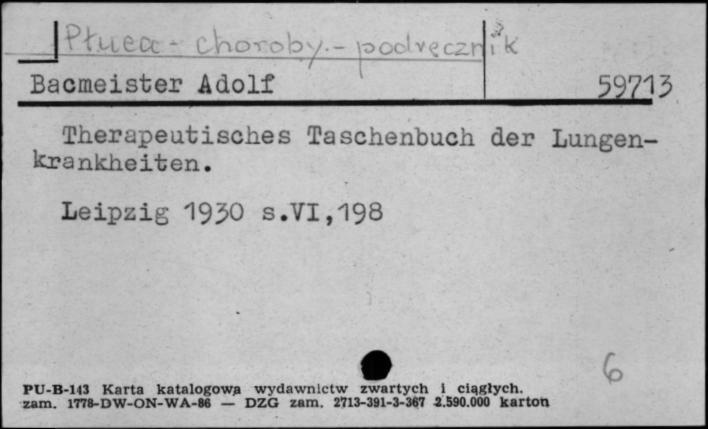 Płuca - choroby. - podręcznik
Bacmeister Adolf 59713
Therapeutisches Taschenbuch der Lungen-
krankheiten.
Leipzig 1930 s.VI,198
6
PU-B-143 Karta katalogowa wydawnictw zwartych i ciągłych.
zam. 1778-DW-ON-WA-86 — DZG zam. 2713-391-3-367 2.590.000 karton